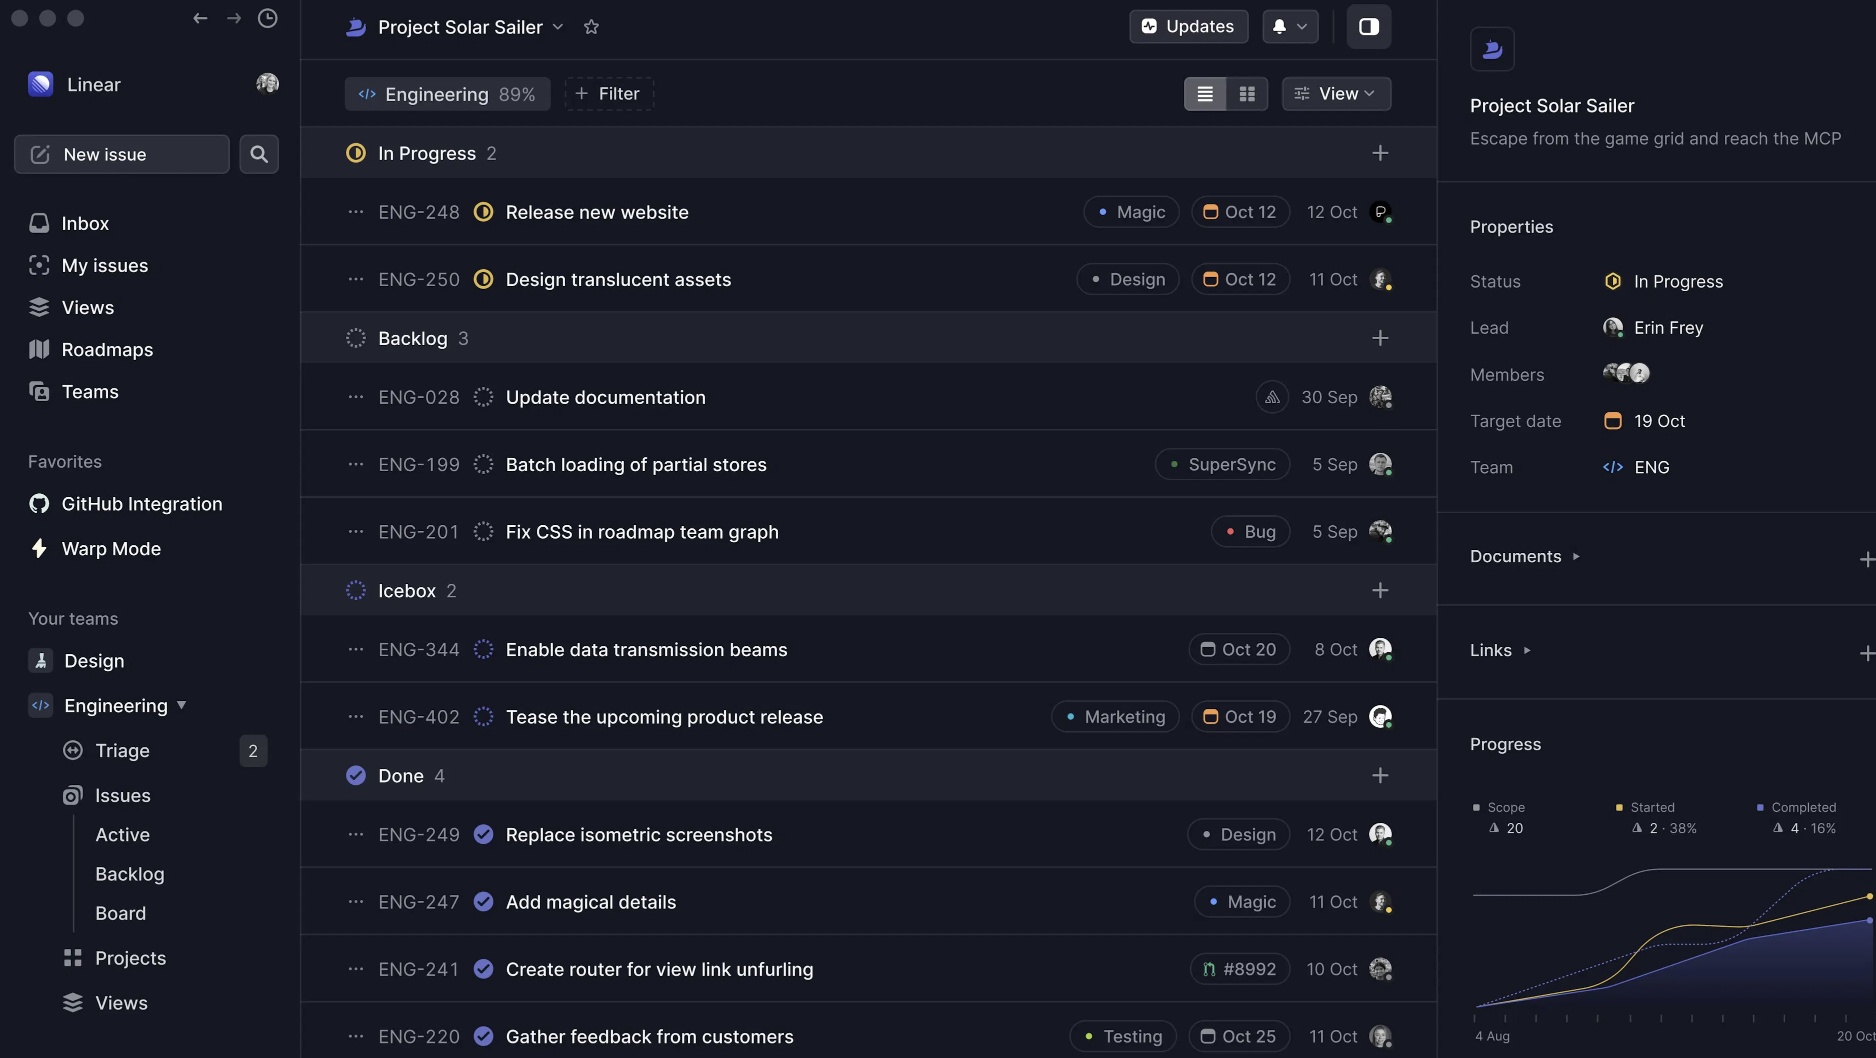 Linear
New issue
Inbox
My issues
Views
Roadmaps
Teams
Favorites
GitHub Integration
Warp Mode
Your teams
Design
Engineering
Triage 2
Issues
Active
Backlog
Board
Projects
Views
Project Solar Sailer
Updates
Engineering 89%
Filter
View
In Progress 2
ENG-248 Release new website Magic Oct 12 12 Oct
ENG-250 Design translucent assets Design Oct 12 11 Oct
Backlog 3
ENG-028 Update documentation 30 Sep
ENG-199 Batch loading of partial stores SuperSync 5 Sep
ENG-201 Fix CSS in roadmap team graph Bug 5 Sep
Icebox 2
ENG-344 Enable data transmission beams Oct 20 8 Oct
ENG-402 Tease the upcoming product release Marketing Oct 19 27 Sep
Done 4
ENG-249 Replace isometric screenshots Design 12 Oct
ENG-247 Add magical details Magic 11 Oct
ENG-241 Create router for view link unfurling #8992 10 Oct
ENG-220 Gather feedback from customers Testing Oct 25 11 Oct
Project Solar Sailer
Escape from the game grid and reach the MCP
Properties
Status In Progress
Lead Erin Frey
Members
Target date 19 Oct
Team ENG
Documents
Links
Progress
Scope Started Completed
20 2 · 38% 4 · 16%
4 Aug 20 Oc